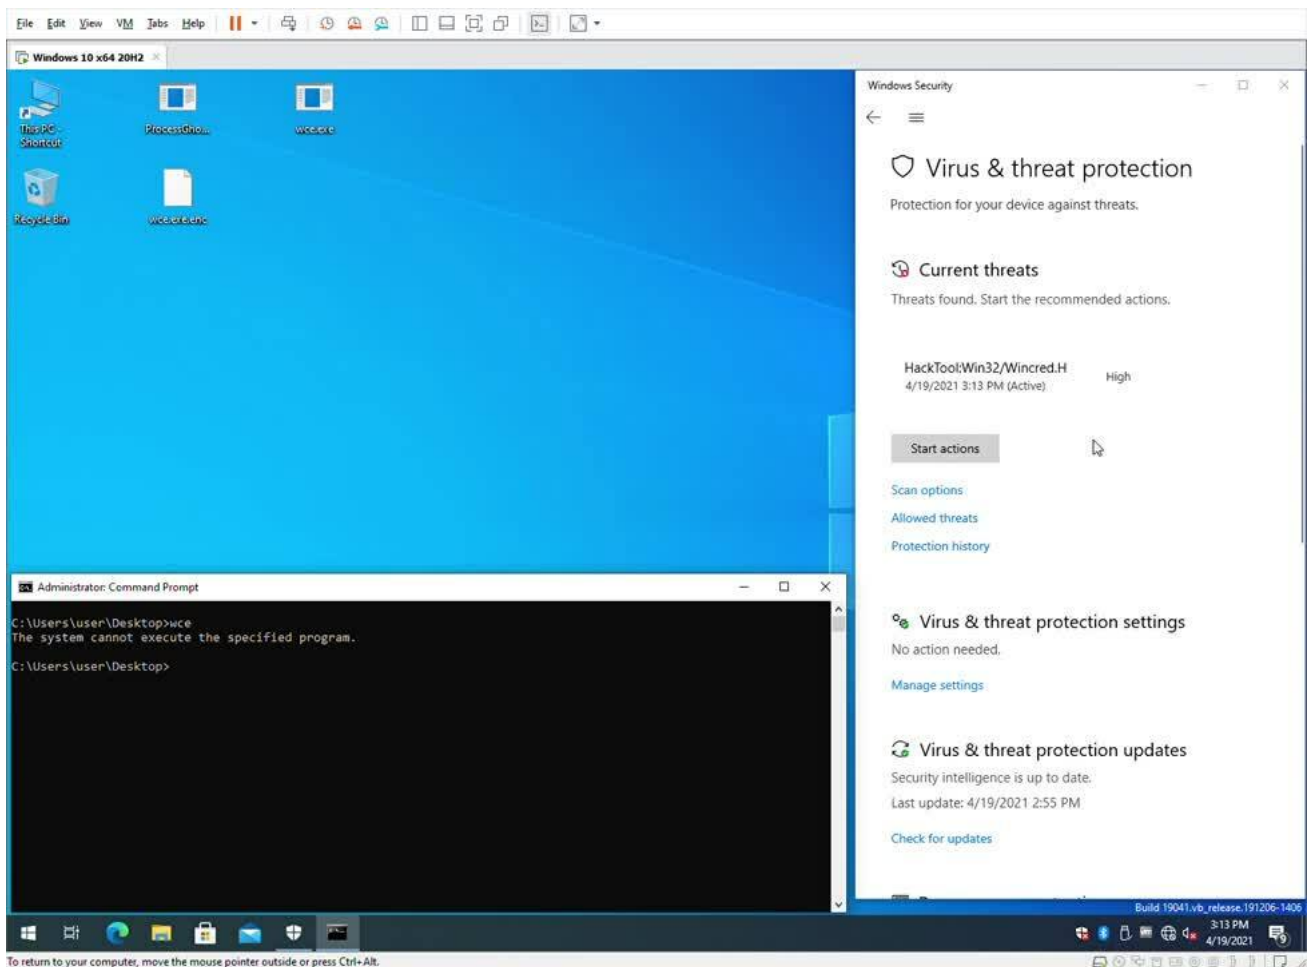 File Edit View VM Tabs Help
Windows 10 x64 20H2
This PC -
Shortcut
ProcessGho...
wce.exe
Recycle Bin
wce.exe.enc
Windows Security
Virus & threat protection
Protection for your device against threats.
Current threats
Threats found. Start the recommended actions.
HackTool:Win32/Wincred.H
4/19/2021 3:13 PM (Active)
High
Start actions
Scan options
Allowed threats
Protection history
Virus & threat protection settings
No action needed.
Manage settings
Virus & threat protection updates
Security intelligence is up to date.
Last update: 4/19/2021 2:55 PM
Check for updates
Administrator: Command Prompt
C:\Users\user\Desktop>wce
The system cannot execute the specified program.
C:\Users\user\Desktop>
Build 19041.vb_release.191206-1406
3:13 PM
4/19/2021
To return to your computer, move the mouse pointer outside or press Ctrl+Alt.